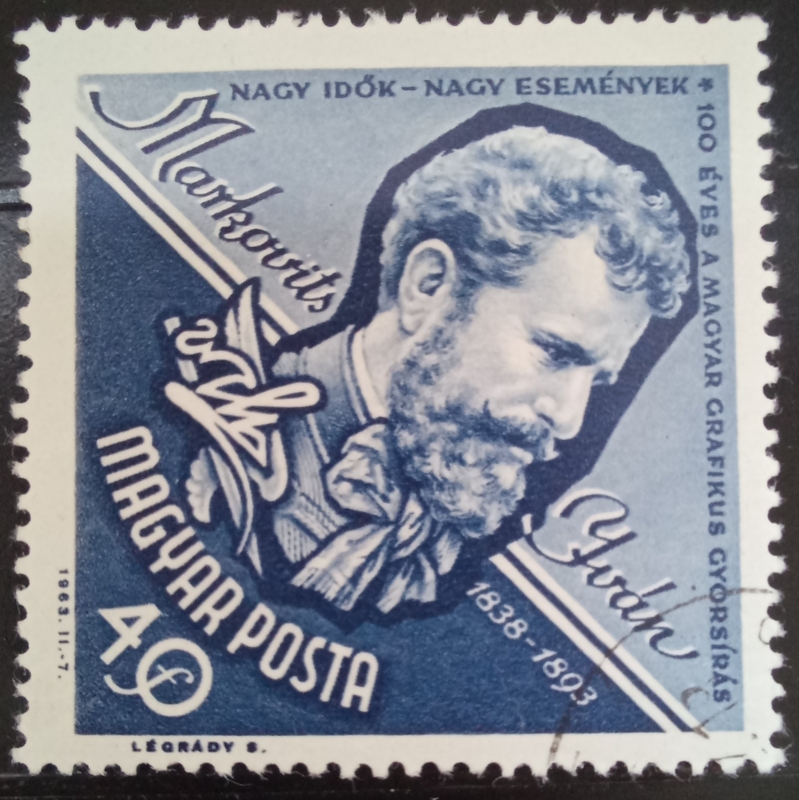 NAGY IDŐK – NAGY ESEMÉNYEK * 100 ÉVES A MAGYAR GRAFIKUS GYORSÍRÁS
Markovits
Yván
1838-1893
MAGYAR POSTA
40 f
1963. II.-7.
LÉGRÁDY S.